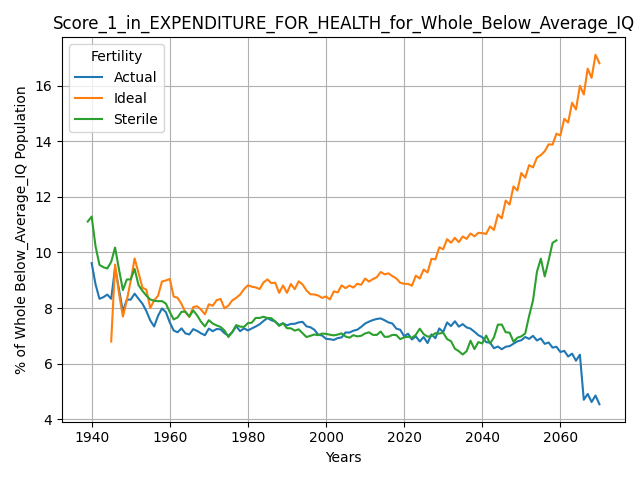 Score_1_in_EXPENDITURE_FOR_HEALTH_for_Whole_Below_Average_IQ
Fertility
Actual
Ideal
Sterile
% of Whole Below_Average_IQ Population
16
14
12
10
8
6
4
1940 1960 1980 2000 2020 2040 2060
Years